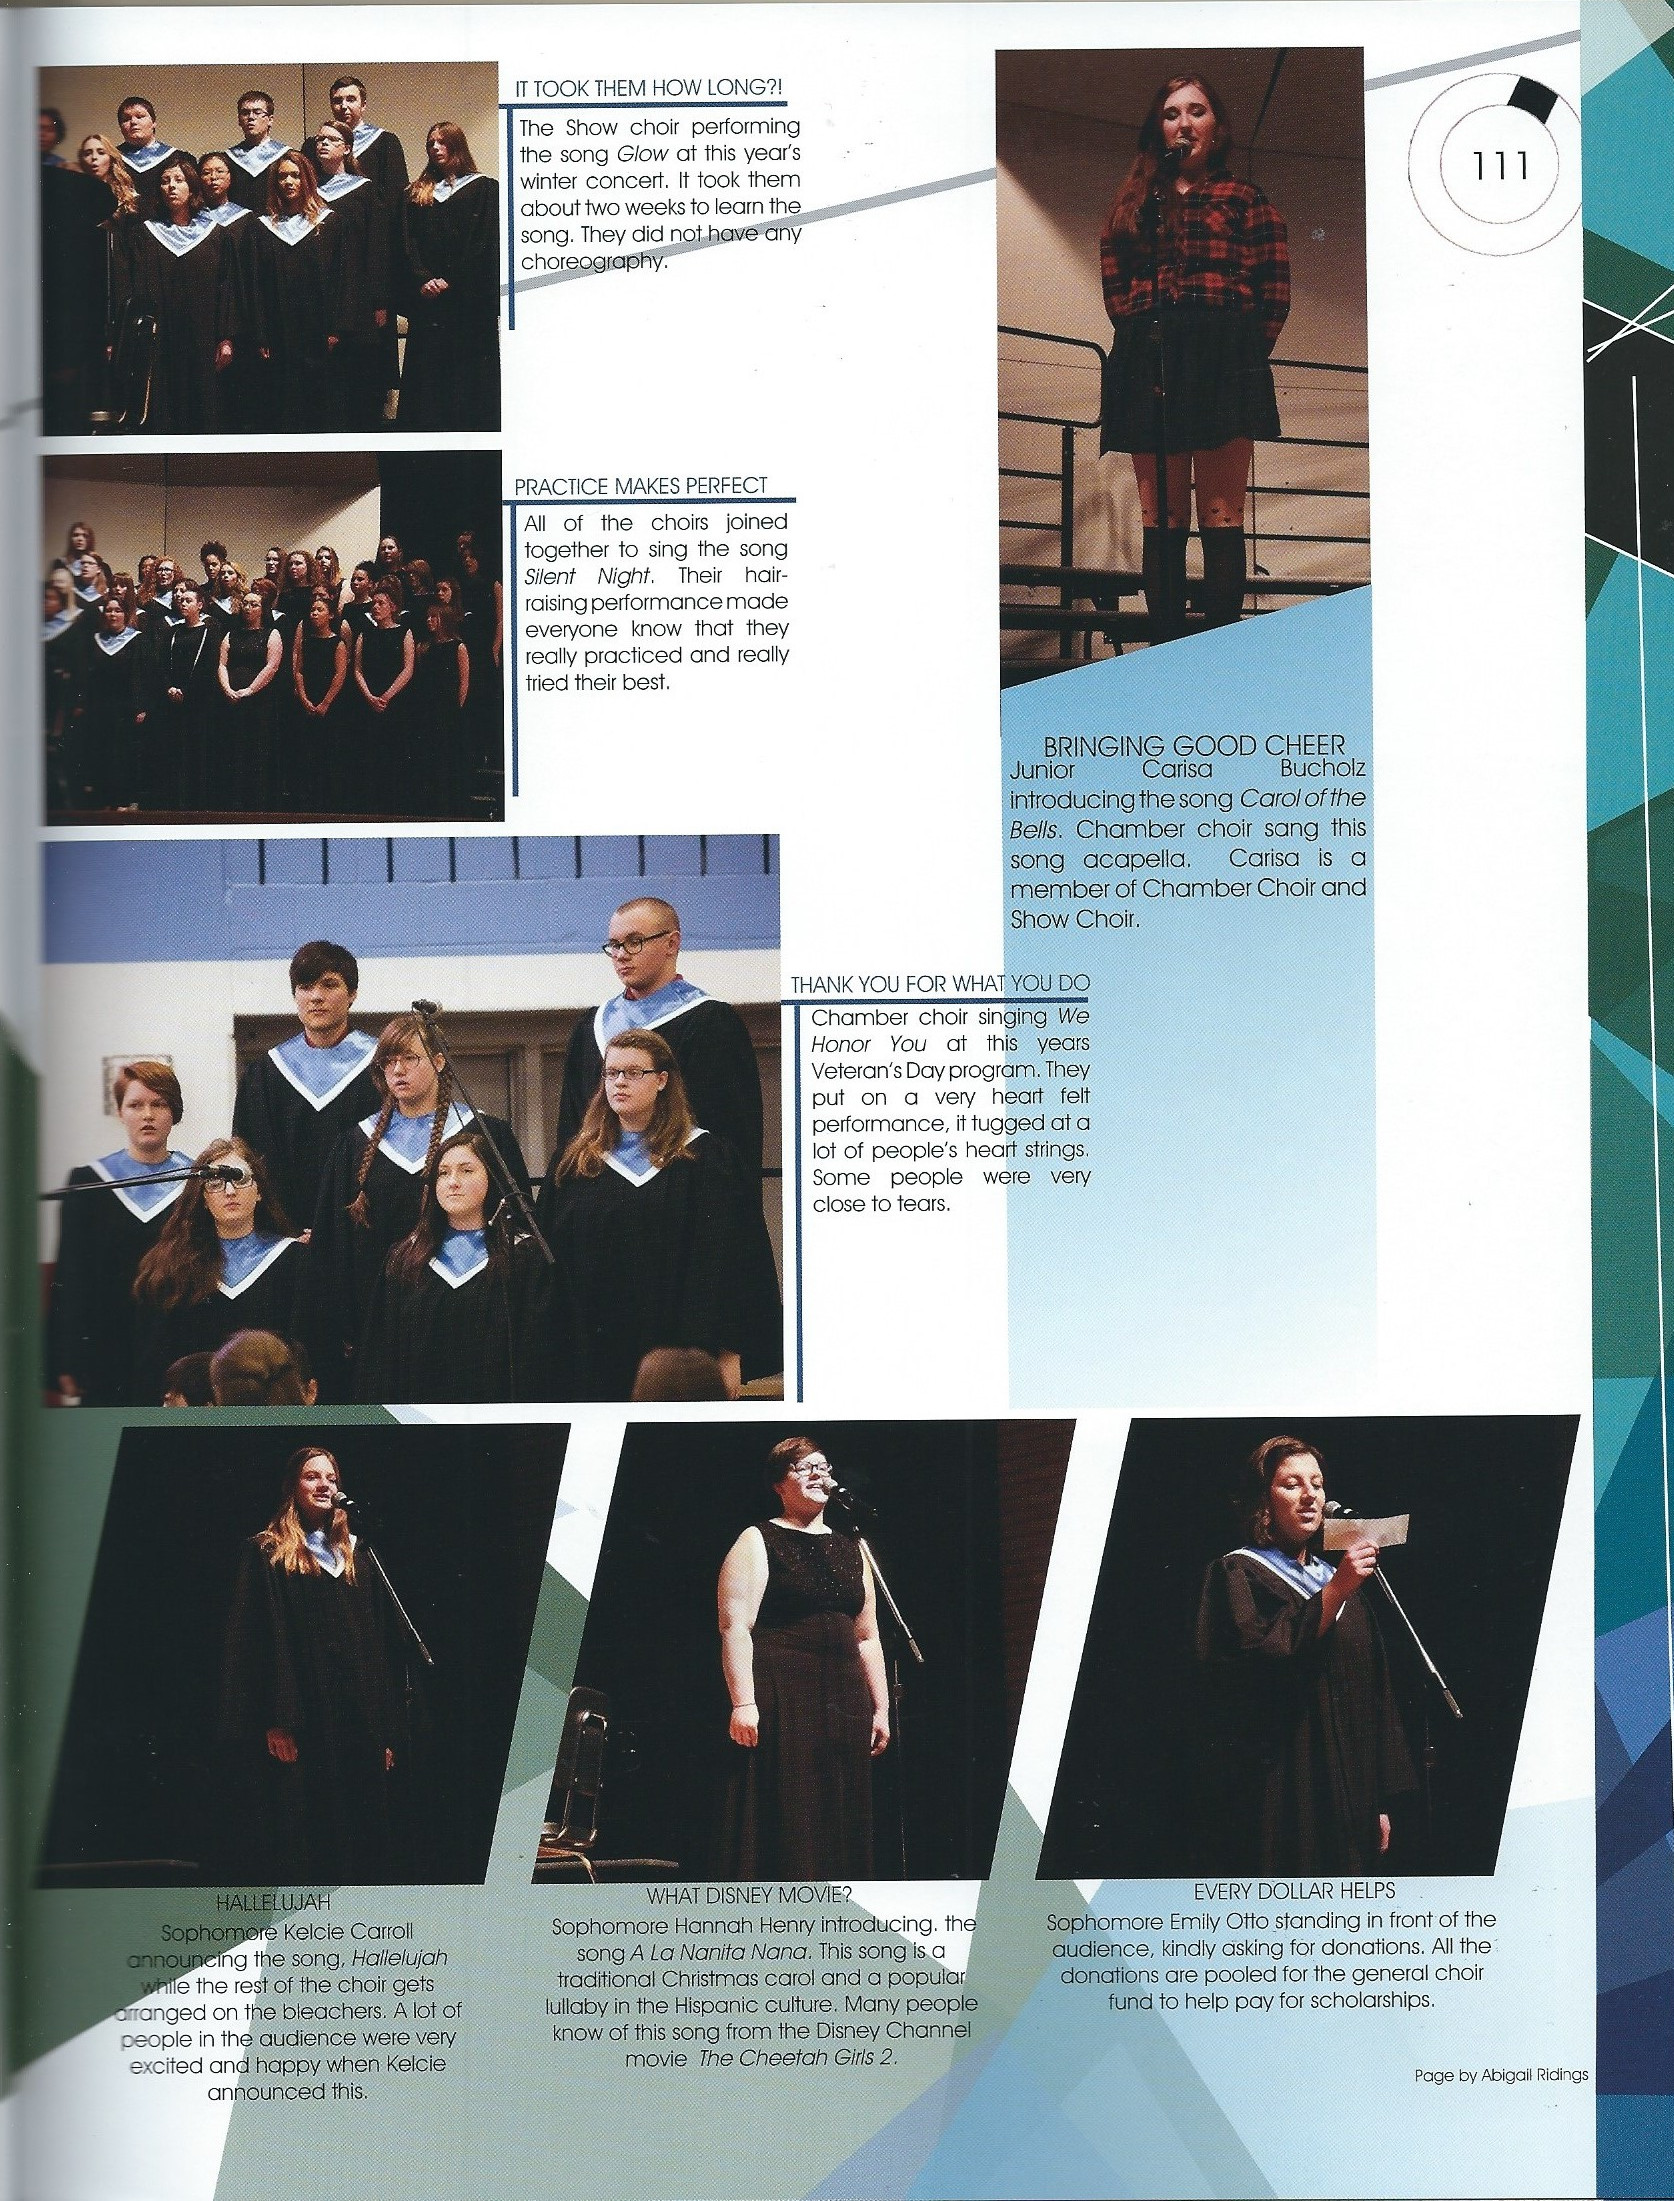 IT TOOK THEM HOW LONG?!
The Show choir performing
the song Glow at this year's
winter concert. It took them
about two weeks to learn the
song. They did not have any
choreography.
111
PRACTICE MAKES PERFECT
All of the choirs joined
together to sing the song
Silent Night. Their hair-
raising performance made
everyone know that they
really practiced and really
tried their best.
BRINGING GOOD CHEER
Junior Carisa Bucholz
introducing the song Carol of the
Bells. Chamber choir sang this
song acapella. Carisa is a
member of Chamber Choir and
Show Choir.
THANK YOU FOR WHAT YOU DO
Chamber choir singing We
Honor You at this years
Veteran's Day program. They
put on a very heart felt
performance, it tugged at a
lot of people's heart strings.
Some people were very
close to tears.
HALLELUJAH
Sophomore Kelcie Carroll
announcing the song, Hallelujah
while the rest of the choir gets
arranged on the bleachers. A lot of
people in the audience were very
excited and happy when Kelcie
announced this.
WHAT DISNEY MOVIE?
Sophomore Hannah Henry introducing. the
song A La Nanita Nana. This song is a
traditional Christmas carol and a popular
lullaby in the Hispanic culture. Many people
know of this song from the Disney Channel
movie The Cheetah Girls 2.
EVERY DOLLAR HELPS
Sophomore Emily Otto standing in front of the
audience, kindly asking for donations. All the
donations are pooled for the general choir
fund to help pay for scholarships.
Page by Abigail Ridings